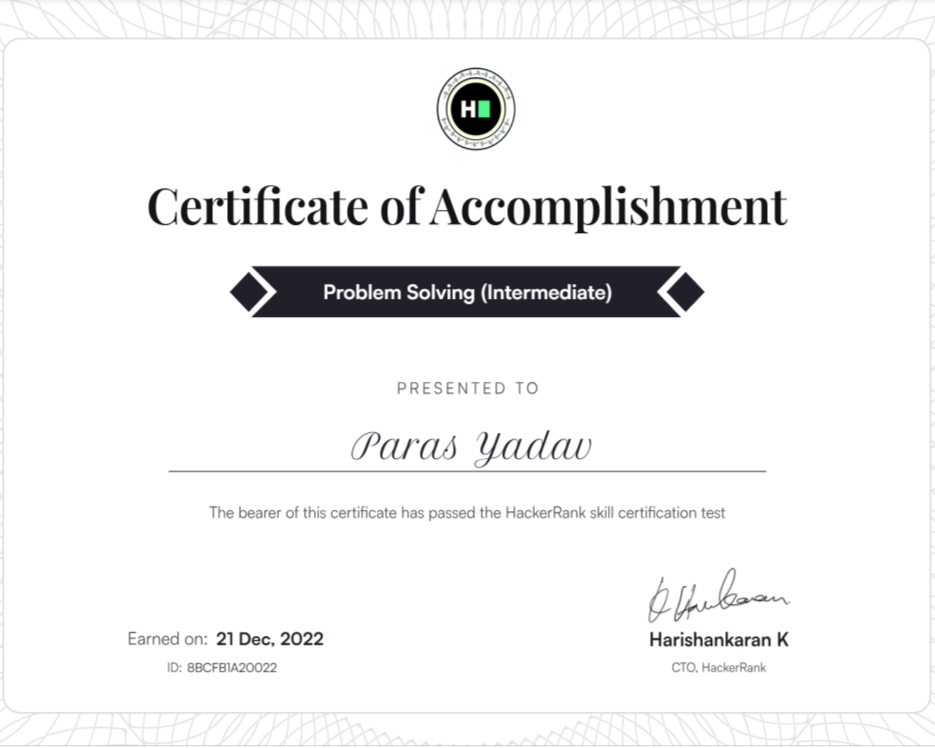 H
Certificate of Accomplishment
Problem Solving (Intermediate)
PRESENTED TO
Paras Yadav
The bearer of this certificate has passed the HackerRank skill certification test
Earned on: 21 Dec, 2022
ID: 8BCFB1A20022
Harishankaran K
CTO, HackerRank